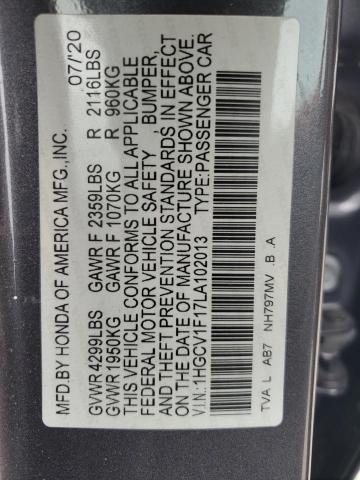 MFD.BY HONDA OF AMERICA MFG.,INC. 07/'20
GVWR 4299LBS GAWR F 2359LBS R 2116LBS
GVWR 1950KG GAWR F 1070KG R 960KG
THIS VEHICLE CONFORMS TO ALL APPLICABLE
FEDERAL MOTOR VEHICLE SAFETY , BUMPER,
AND THEFT PREVENTION STANDARDS IN EFFECT
ON THE DATE OF MANUFACTURE SHOWN ABOVE.
V.I.N.:1HGCV1F17LA102013 TYPE:PASSENGER CAR
TVA L AB7 NH797MV .B .A